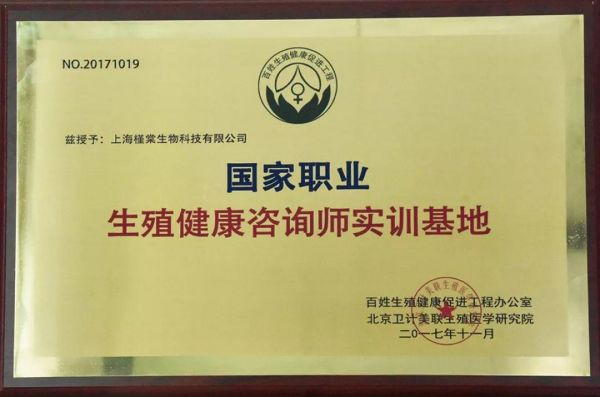 百姓生殖健康促进工程
NO.20171019
兹授予：上海槿棠生物科技有限公司
国家职业
生殖健康咨询师实训基地
百姓生殖健康促进工程办公室
北京卫计美联生殖医学研究院
二〇一七年十一月